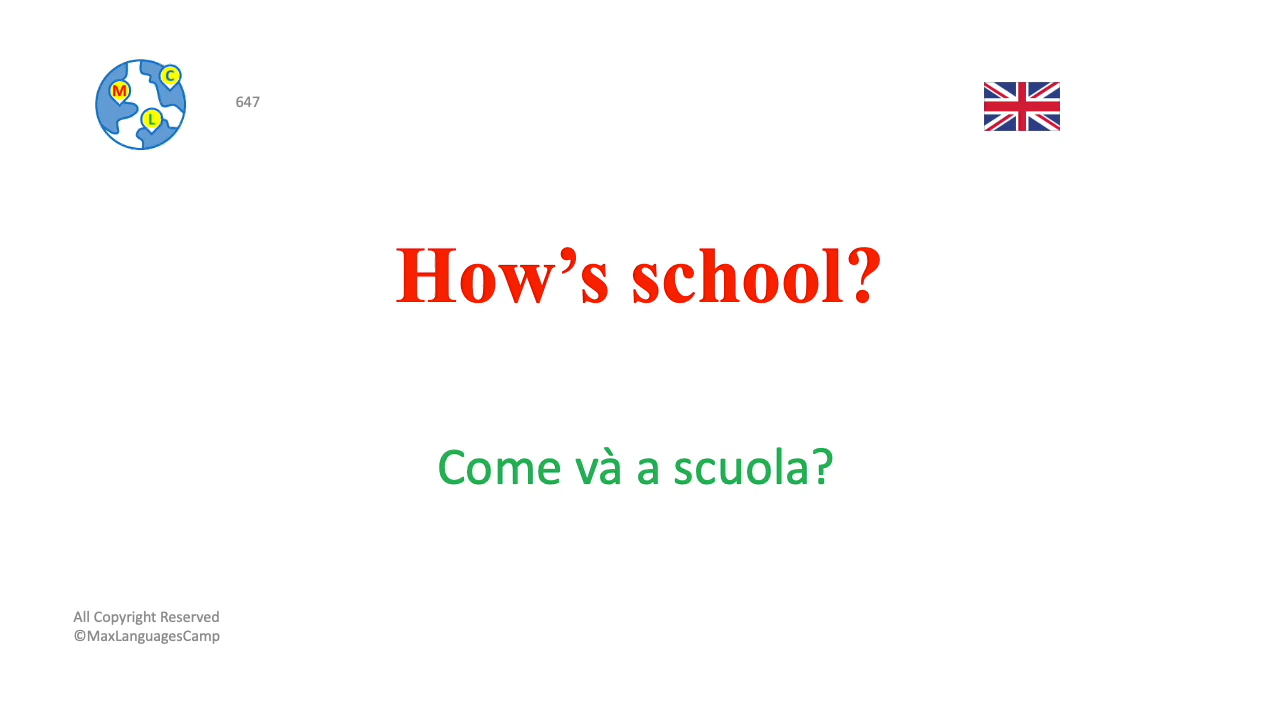 M
C
L
647
How’s school?
Come và a scuola?
All Copyright Reserved
©MaxLanguagesCamp